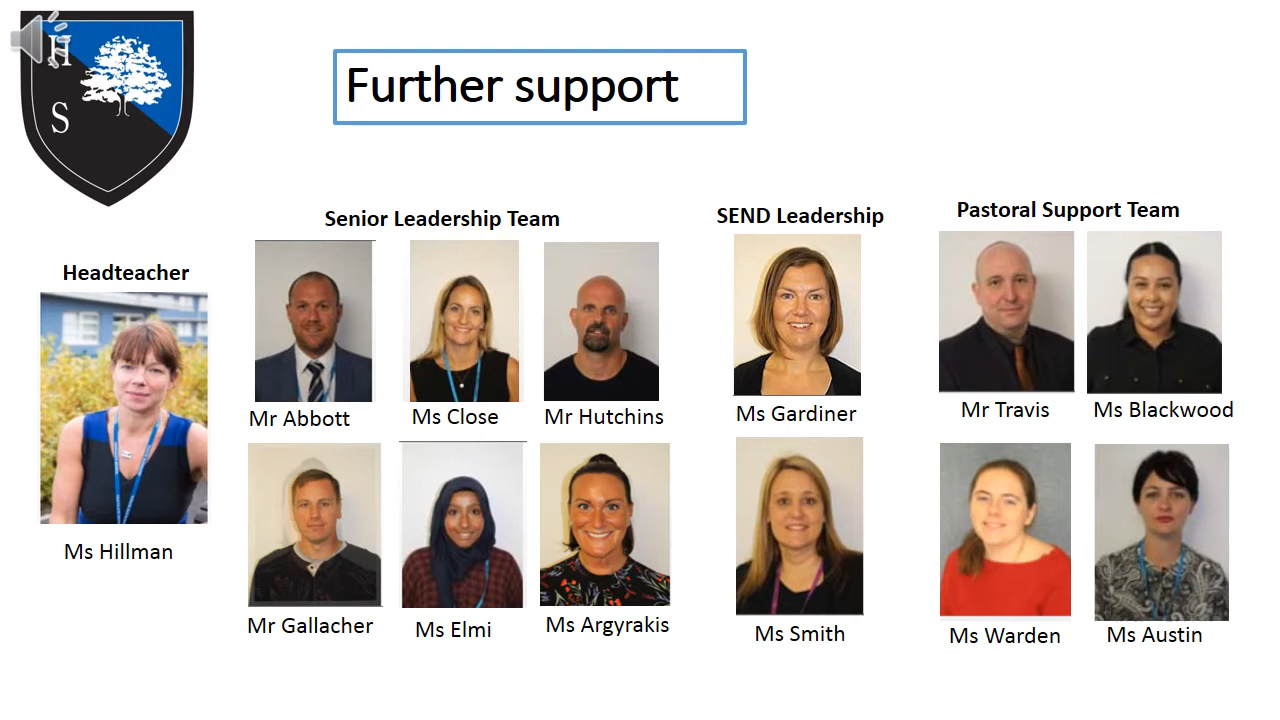 H
S
Further support
Senior Leadership Team
SEND Leadership
Pastoral Support Team
Headteacher
Mr Abbott
Ms Close
Mr Hutchins
Ms Gardiner
Mr Travis
Ms Blackwood
Ms Hillman
Mr Gallacher
Ms Elmi
Ms Argyrakis
Ms Smith
Ms Warden
Ms Austin